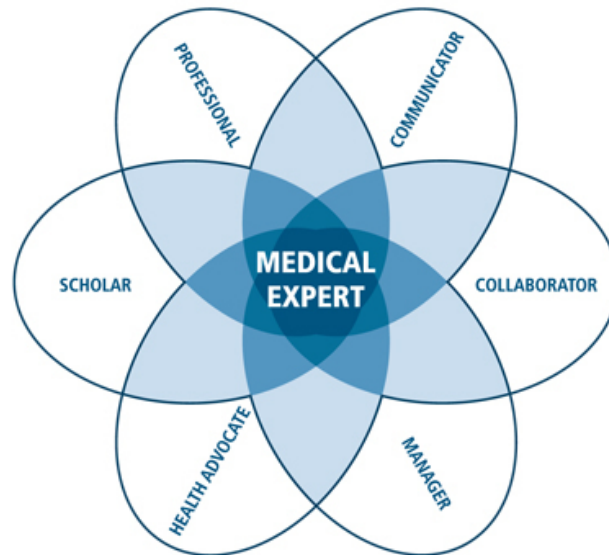 PROFESSIONAL
COMMUNICATOR
SCHOLAR
MEDICAL
EXPERT
COLLABORATOR
HEALTH ADVOCATE
MANAGER